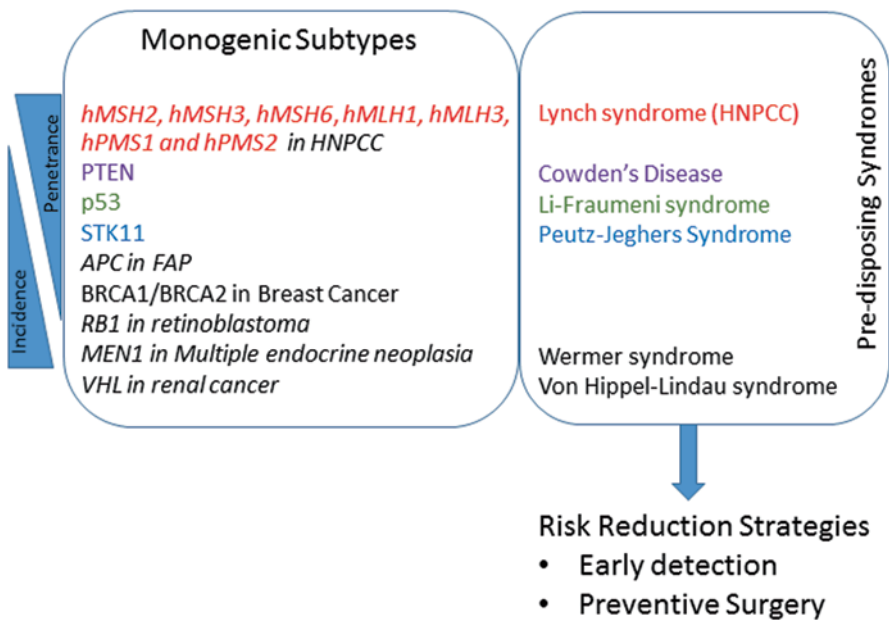 Monogenic Subtypes
hMSH2, hMSH3, hMSH6, hMLH1, hMLH3,
hPMS1 and hPMS2 in HNPCC
PTEN
p53
STK11
APC in FAP
BRCA1/BRCA2 in Breast Cancer
RB1 in retinoblastoma
MEN1 in Multiple endocrine neoplasia
VHL in renal cancer
Penetrance
Incidence
Lynch syndrome (HNPCC)
Cowden's Disease
Li-Fraumeni syndrome
Peutz-Jeghers Syndrome
Wermer syndrome
Von Hippel-Lindau syndrome
Pre-disposing Syndromes
Risk Reduction Strategies
• Early detection
• Preventive Surgery